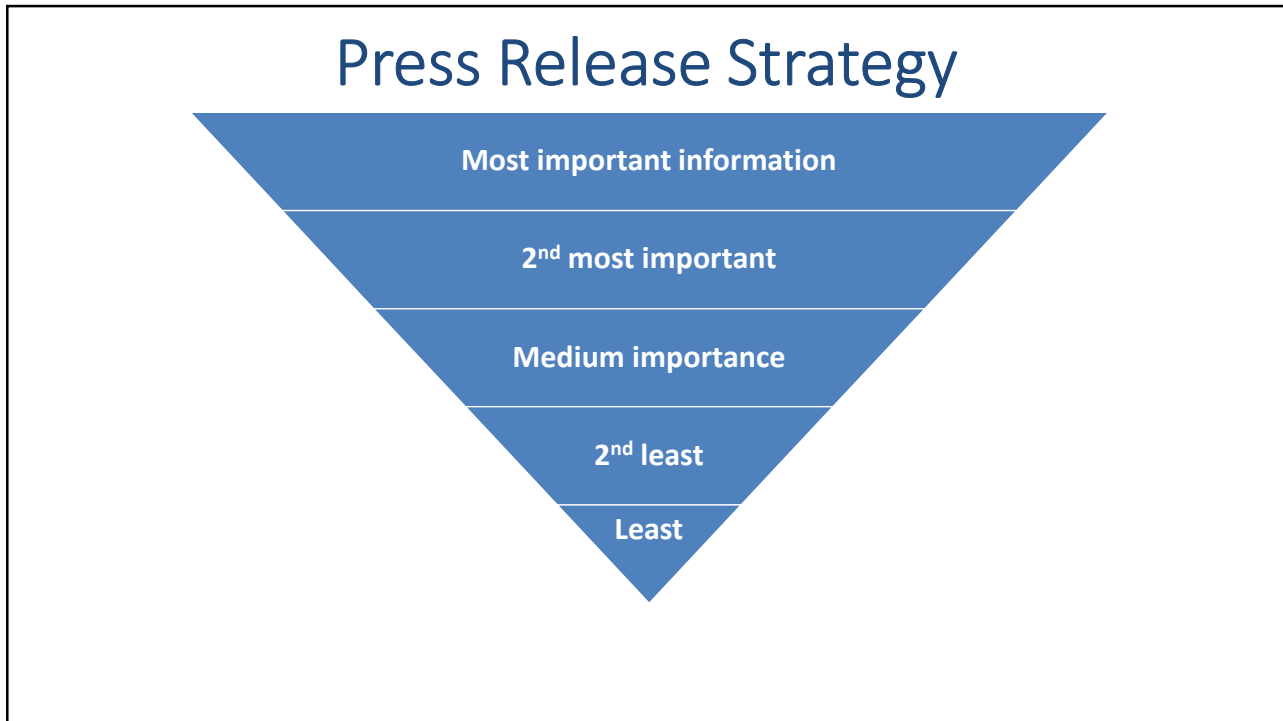 Press Release Strategy
Most important information
2nd most important
Medium importance
2nd least
Least